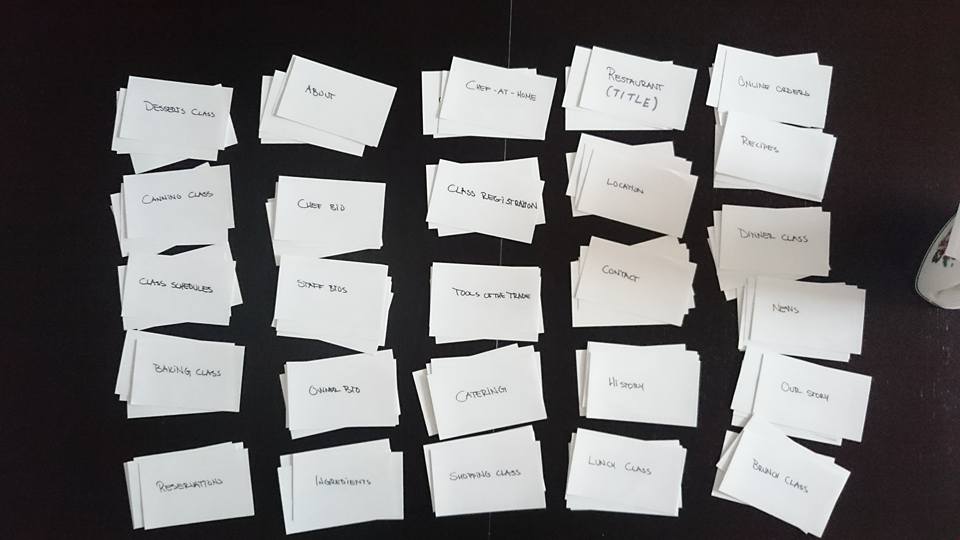 DESSERTS CLASS
ABOUT
CHEF-AT-HOME
RESTAURANT
(TITLE)
ONLINE ORDERS
RECIPES
CANNING CLASS
CHEF BIO
CLASS REGISTRATION
LOCATION
DINNER CLASS
CLASS SCHEDULES
STAFF BIOS
TOOLS OF THE TRADE
CONTACT
NEWS
BAKING CLASS
OWNER BIO
CATERING
HISTORY
OUR STORY
RESERVATIONS
INGREDIENTS
SHOPPING CLASS
LUNCH CLASS
BRUNCH CLASS